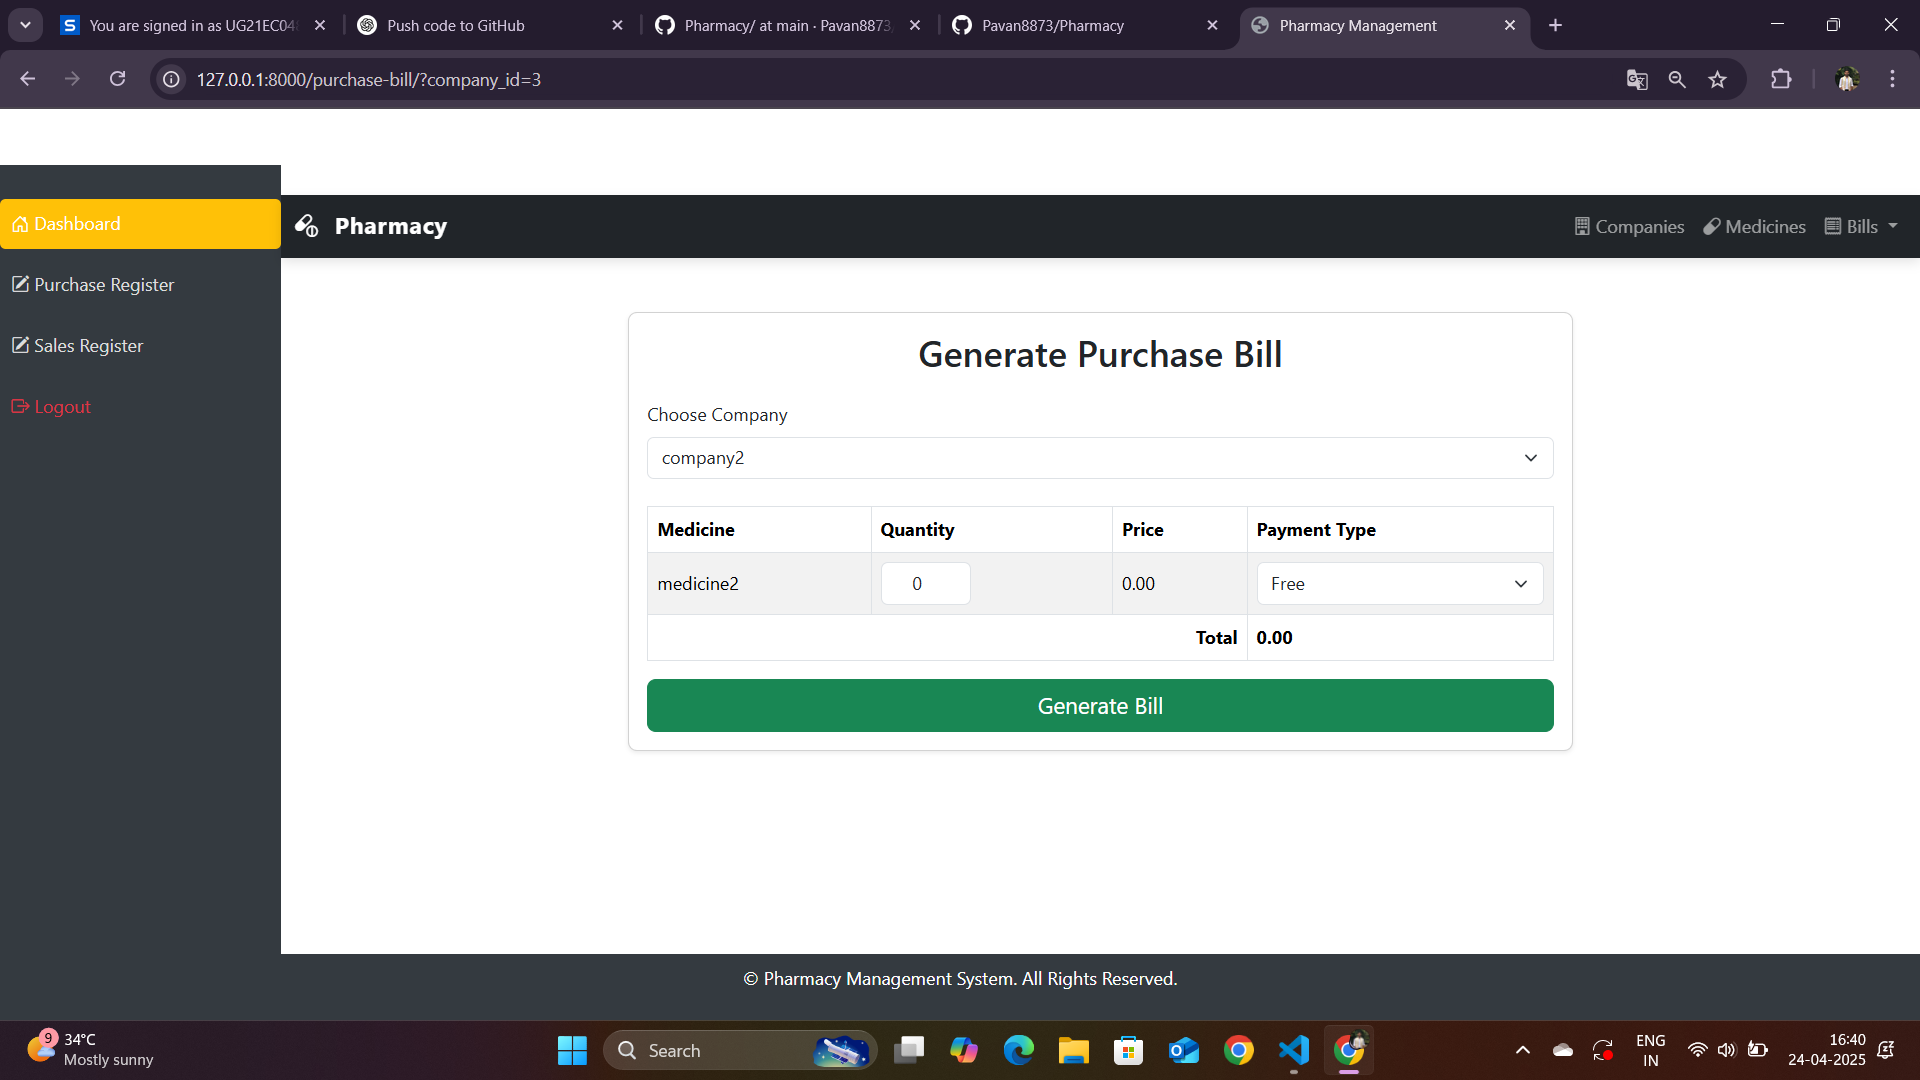 You are signed in as UG21EC04
Push code to GitHub
Pharmacy/ at main · Pavan8873
Pavan8873/Pharmacy
Pharmacy Management
127.0.0.1:8000/purchase-bill/?company_id=3
Dashboard
Purchase Register
Sales Register
Logout
Pharmacy
Companies
Medicines
Bills
Generate Purchase Bill
Choose Company
company2
Medicine Quantity Price Payment Type
medicine2 0 0.00 Free
Total 0.00
Generate Bill
© Pharmacy Management System. All Rights Reserved.
9
34°C
Mostly sunny
Search
ENG
IN
16:40
24-04-2025